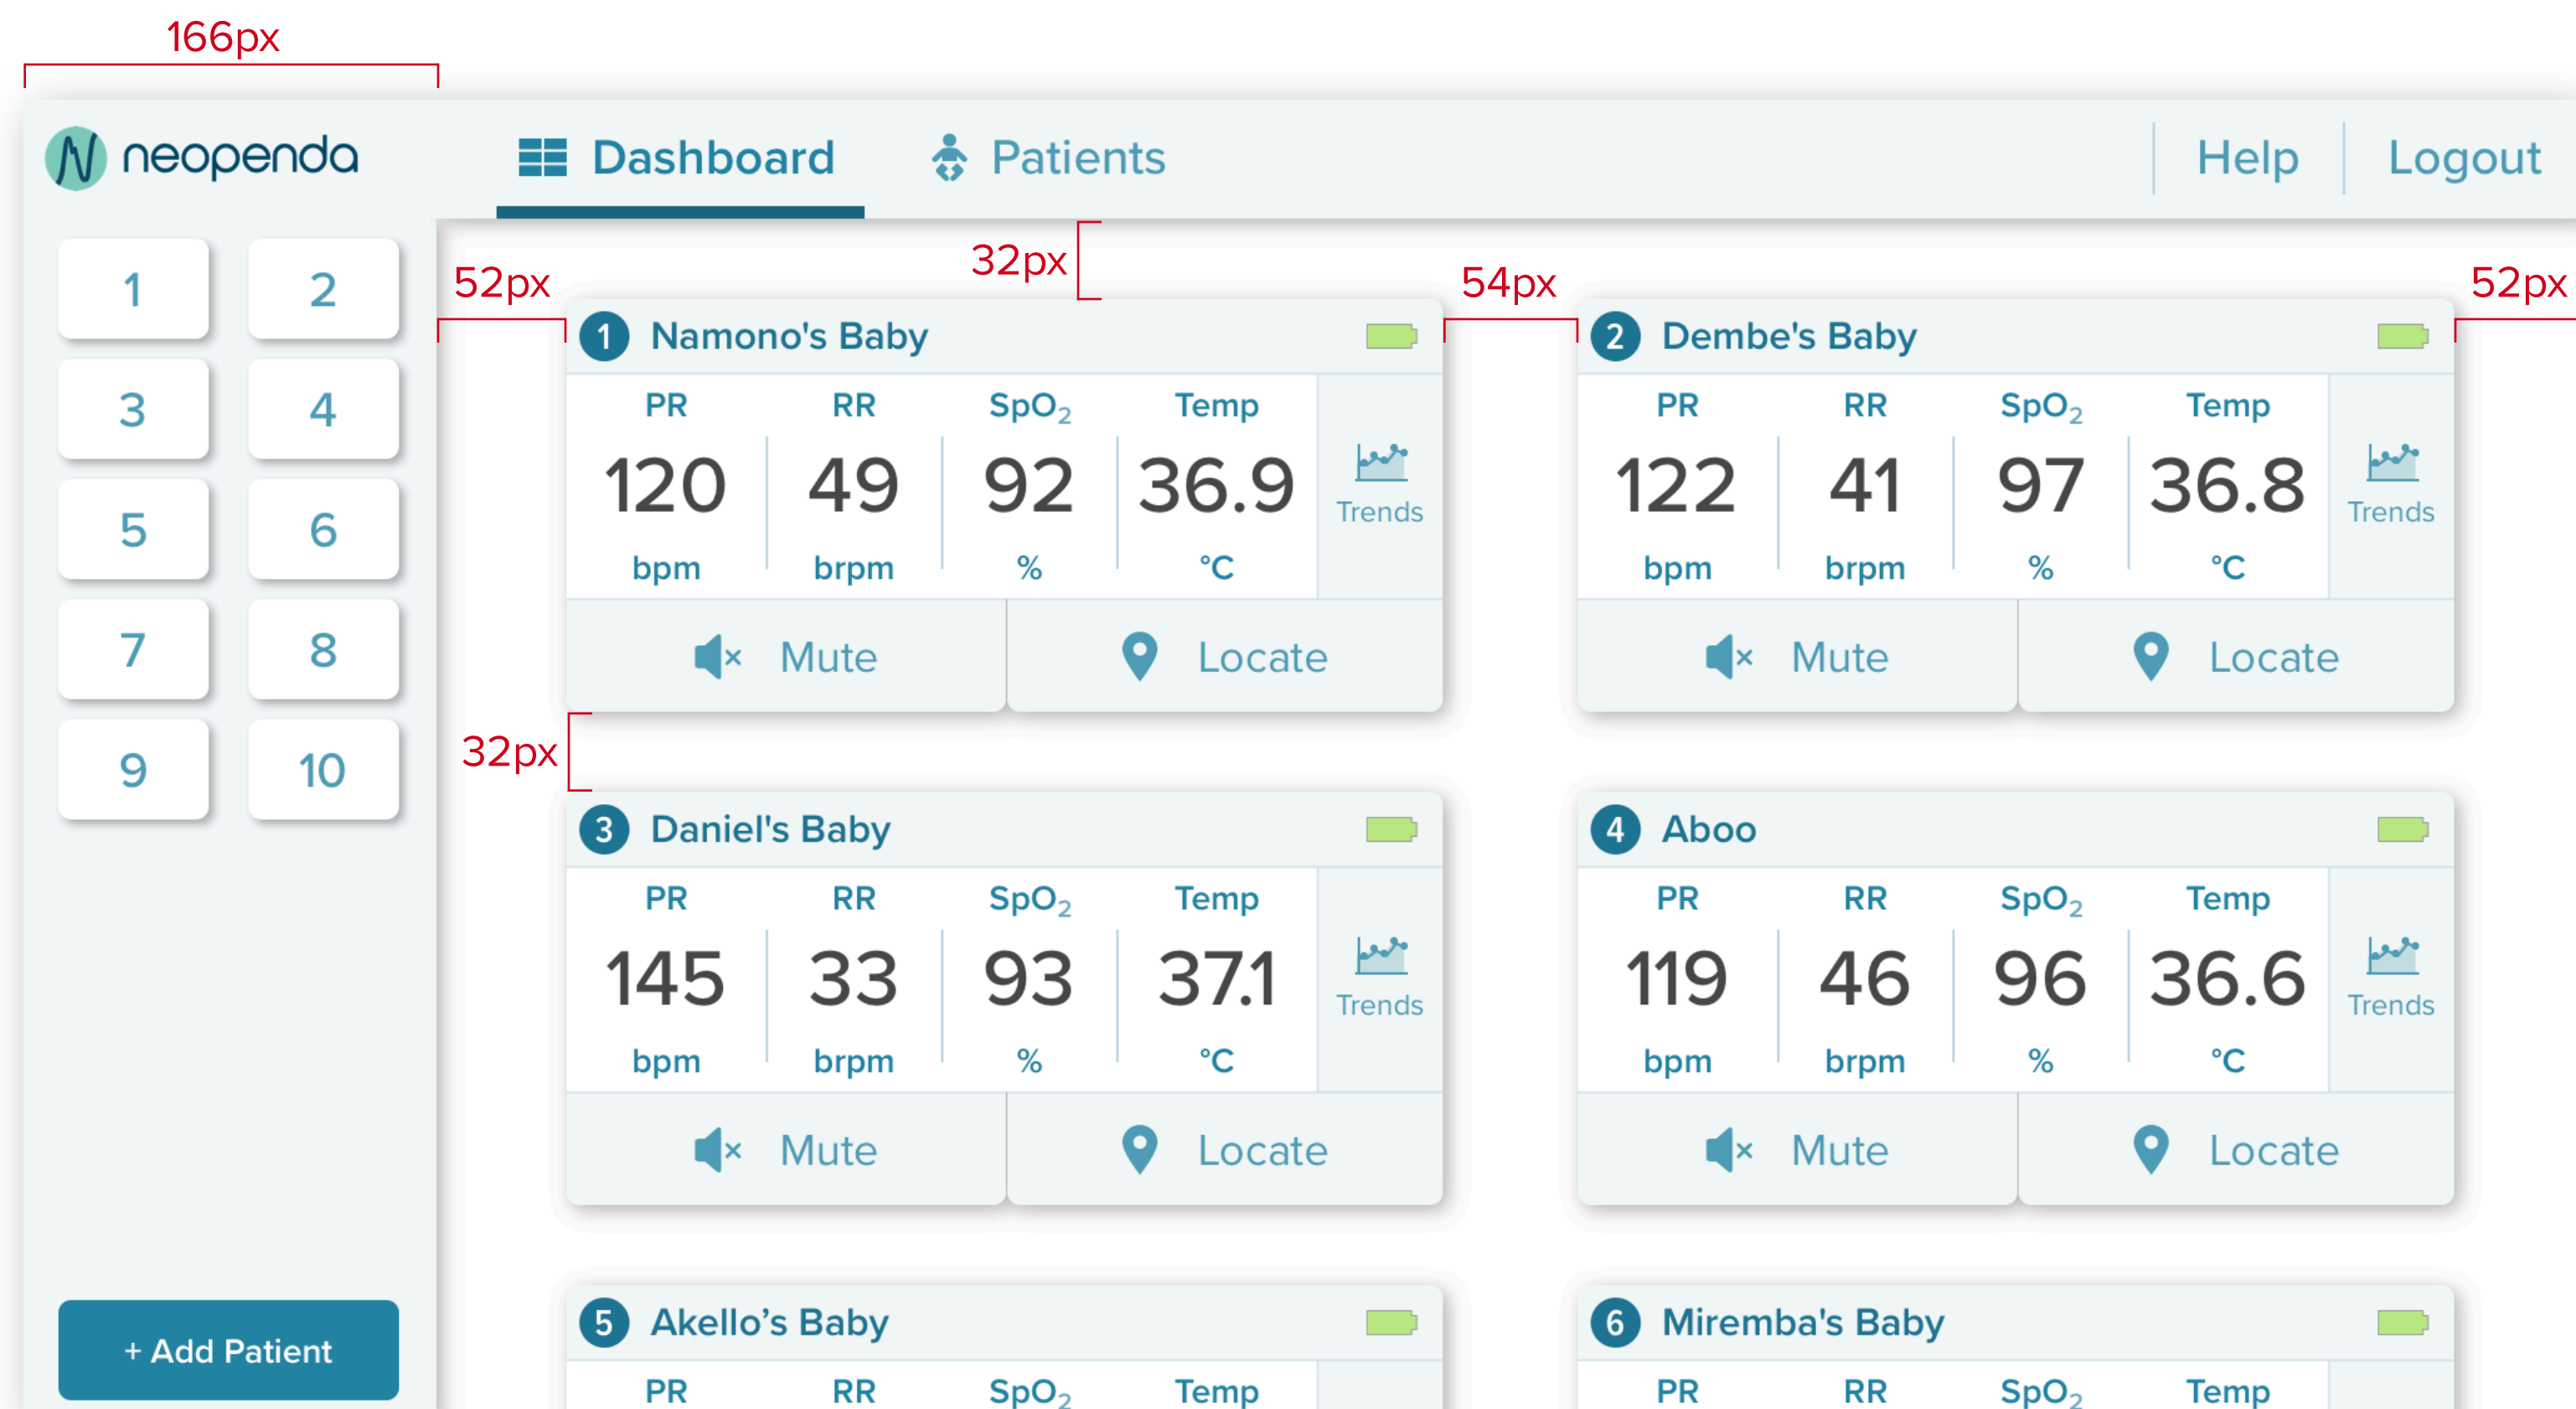 166px
neopenda
Dashboard
Patients
Help
Logout
1
2
3
4
5
6
7
8
9
10
+ Add Patient
52px
32px
54px
52px
1 Namono's Baby
PR RR SpO₂ Temp
120 49 92 36.9
bpm brpm % °C
Trends
Mute
Locate
2 Dembe's Baby
PR RR SpO₂ Temp
122 41 97 36.8
bpm brpm % °C
Trends
Mute
Locate
32px
3 Daniel's Baby
PR RR SpO₂ Temp
145 33 93 37.1
bpm brpm % °C
Trends
Mute
Locate
4 Aboo
PR RR SpO₂ Temp
119 46 96 36.6
bpm brpm % °C
Trends
Mute
Locate
5 Akello’s Baby
PR RR SpO₂ Temp
6 Miremba's Baby
PR RR SpO₂ Temp